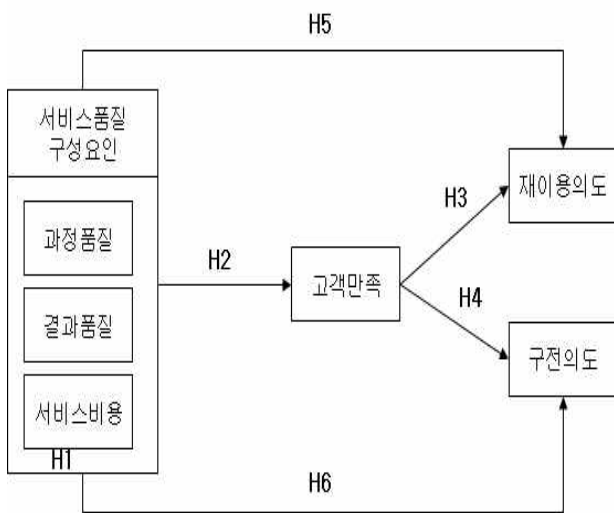 H5
서비스품질
구성요인
과정품질
결과품질
서비스비용
H1
H2
고객만족
H3
H4
재이용의도
구전의도
H6